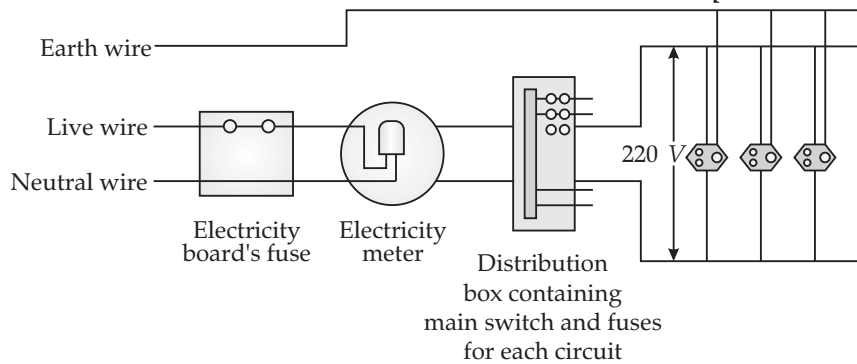 Earth wire
Live wire
220 V
Neutral wire
Electricity
board's fuse
Electricity
meter
Distribution
box containing
main switch and fuses
for each circuit